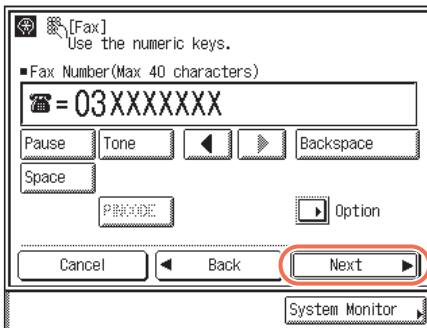 [Fax]
Use the numeric keys.
■Fax Number(Max 40 characters)
☎=03XXXXXXX
Pause Tone ◀ ▶ Backspace
Space
PINCODE ▶ Option
Cancel ◀ Back Next ▶
System Monitor